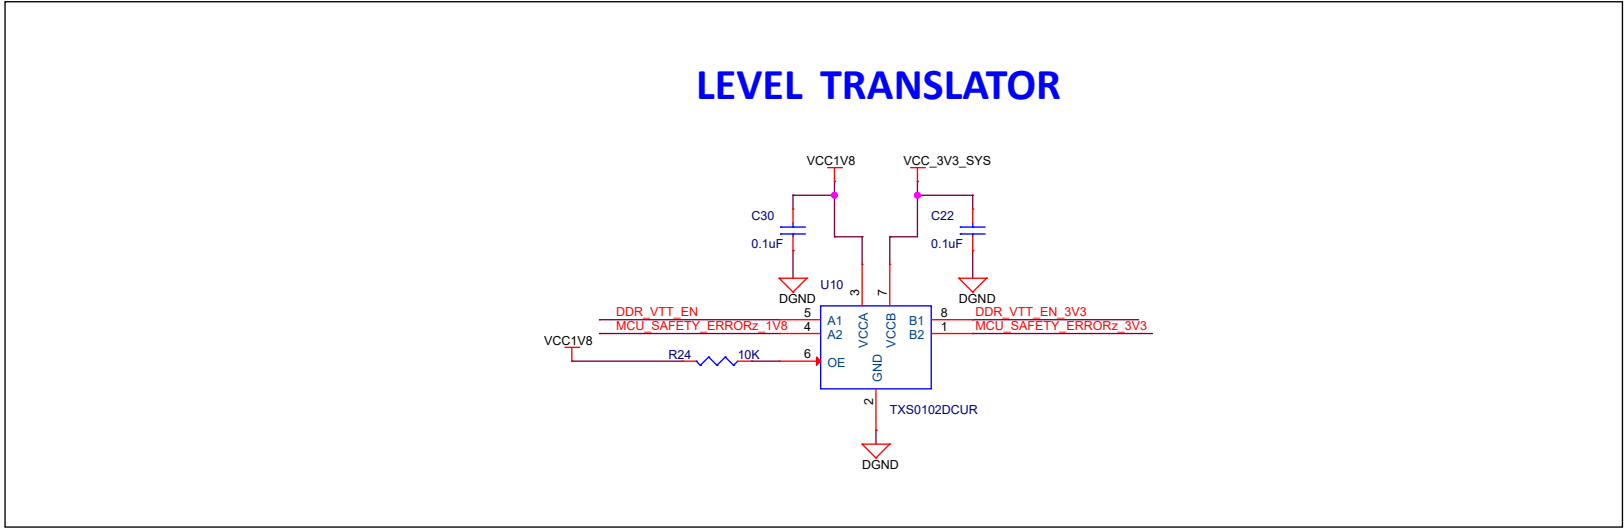 LEVEL TRANSLATOR
VCC1V8
VCC_3V3_SYS
C30
0.1uF
C22
0.1uF
DGND
DGND
U10
3
7
DDR_VTT_EN
5
A1
VCCA
VCCB
B1
8
DDR_VTT_EN_3V3
MCU_SAFETY_ERRORz_1V8
4
A2
B2
1
MCU_SAFETY_ERRORz_3V3
VCC1V8
R24
10K
6
OE
GND
2
TXS0102DCUR
DGND